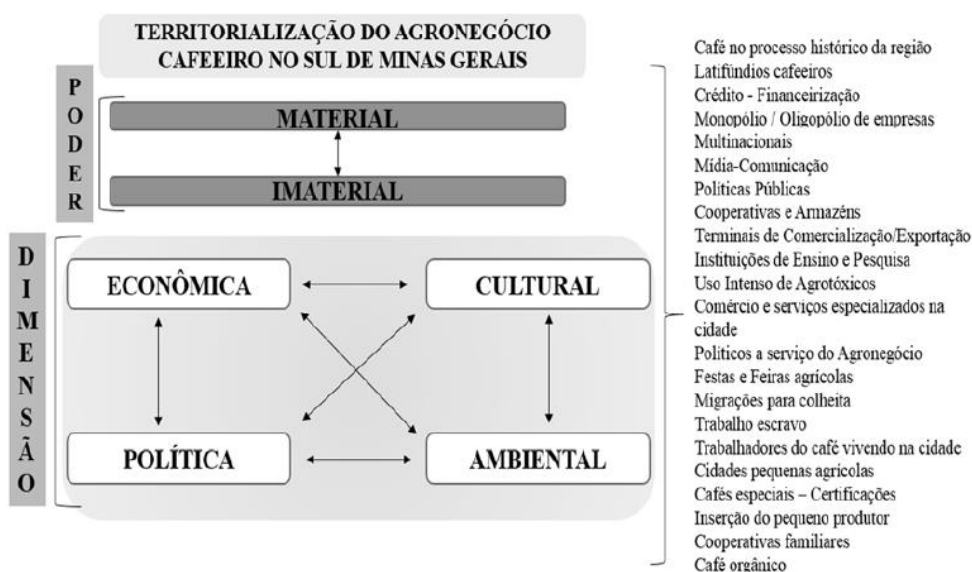 TERRITORIALIZAÇÃO DO AGRONEGÓCIO
CAFEEIRO NO SUL DE MINAS GERAIS
PODER
MATERIAL
IMATERIAL
DIMENSÃO
ECONÔMICA
CULTURAL
POLÍTICA
AMBIENTAL
Café no processo histórico da região
Latifúndios cafeeiros
Crédito - Financeirização
Monopólio / Oligopólio de empresas
Multinacionais
Mídia-Comunicação
Políticas Públicas
Cooperativas e Armazéns
Terminais de Comercialização/Exportação
Instituições de Ensino e Pesquisa
Uso Intenso de Agrotóxicos
Comércio e serviços especializados na
cidade
Políticos a serviço do Agronegócio
Festas e Feiras agrícolas
Migrações para colheita
Trabalho escravo
Trabalhadores do café vivendo na cidade
Cidades pequenas agrícolas
Cafés especiais – Certificações
Inserção do pequeno produtor
Cooperativas familiares
Café orgânico